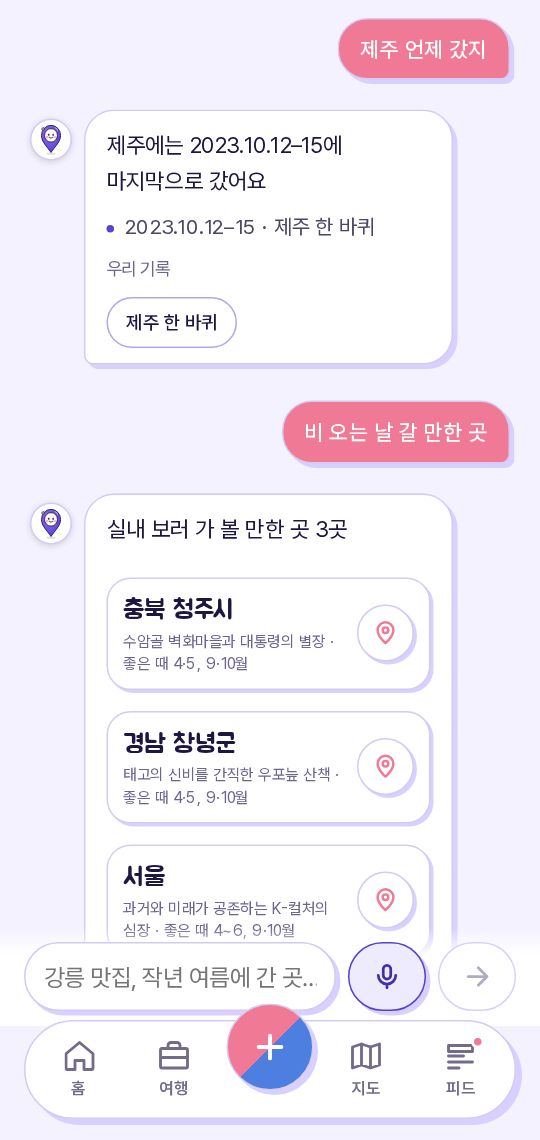 제주 언제 갔지
제주에는 2023.10.12–15에
마지막으로 갔어요
• 2023.10.12–15 · 제주 한 바퀴
우리 기록
제주 한 바퀴
비 오는 날 갈 만한 곳
실내 보러 가 볼 만한 곳 3곳
충북 청주시
수암골 벽화마을과 대통령의 별장 ·
좋은 때 4·5, 9·10월
경남 창녕군
태고의 신비를 간직한 우포늪 산책 ·
좋은 때 4·5, 9·10월
서울
과거와 미래가 공존하는 K-컬처의
심장 · 좋은 때 4~6, 9·10월
강릉 맛집, 작년 여름에 간 곳...
홈
여행
지도
피드